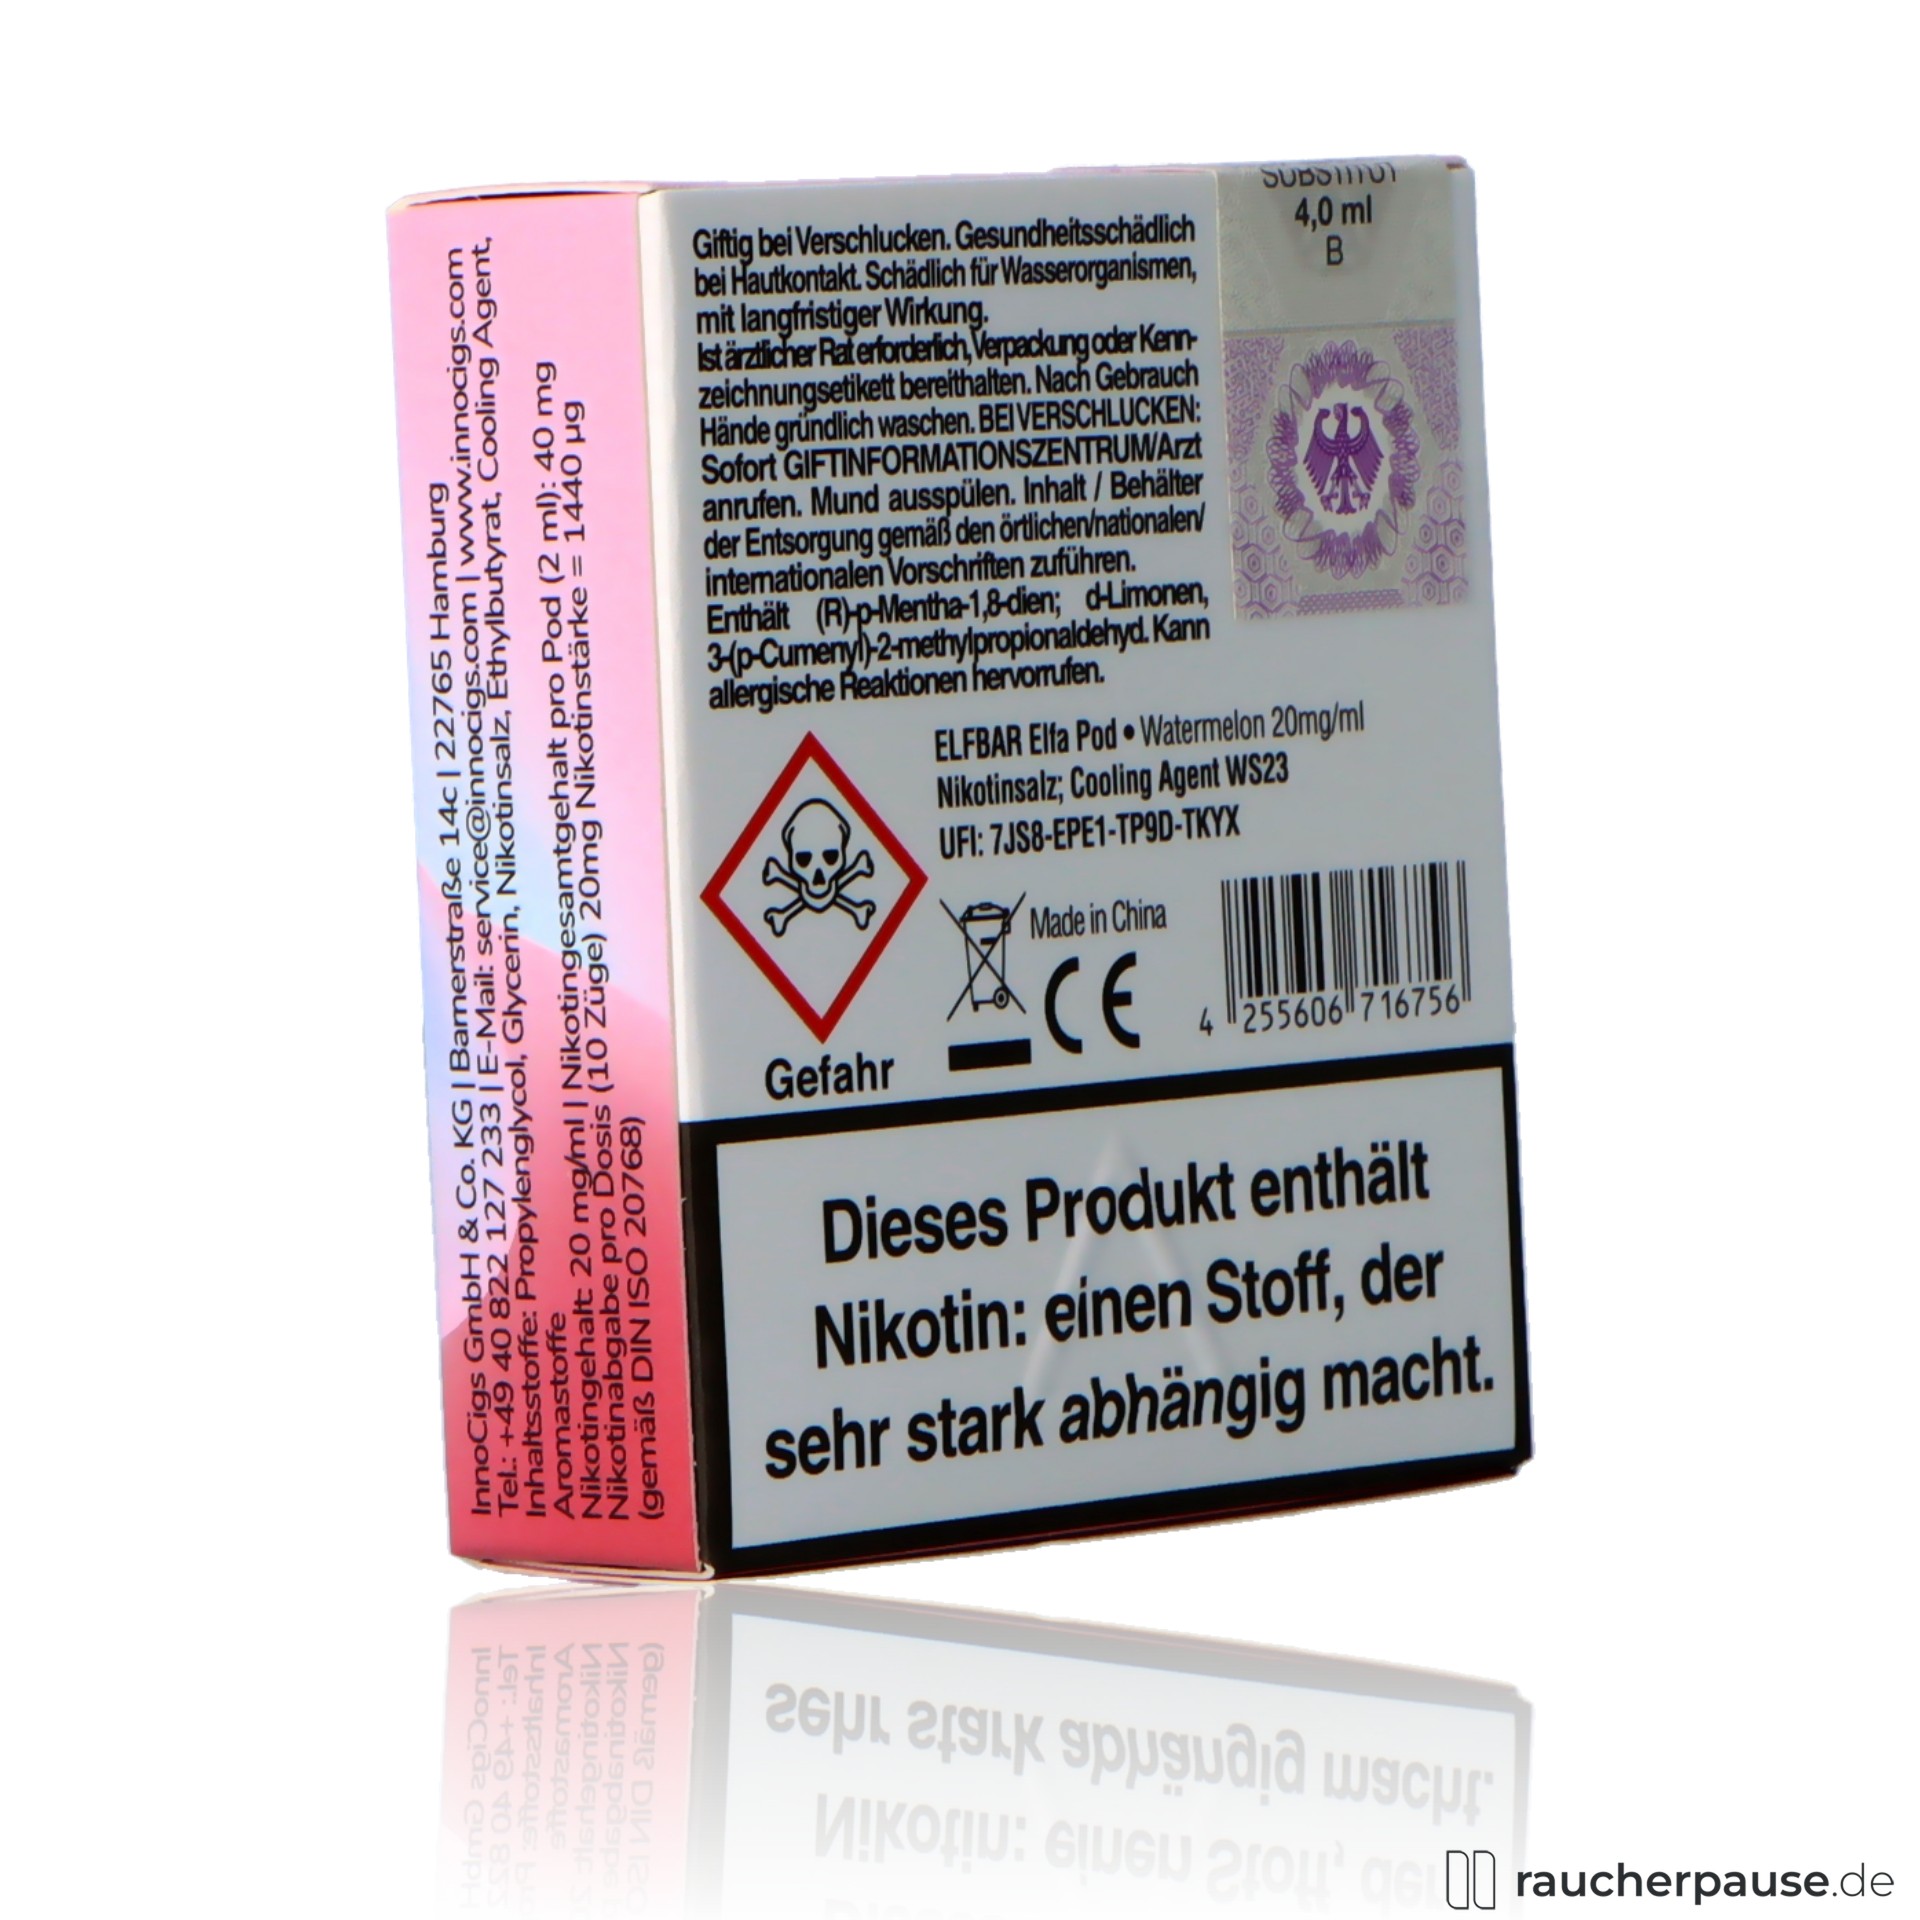 InnoCigs GmbH & Co. KG | Barnerstraße 14c | 22765 Hamburg
Tel.: +49 40 822 127 233 | E-Mail: service@innocigs.com | www.innocigs.com
Inhaltsstoffe: Propylenglycol, Glycerin, Nikotinsalz, Ethylbutyrat, Cooling Agent,
Aromastoffe
Nikotingehalt: 20 mg/ml | Nikotingesamtgehalt pro Pod (2 ml): 40 mg
Nikotinabgabe pro Dosis (10 Züge) 20mg Nikotinstärke = 1440 µg
(gemäß DIN ISO 20768)
Giftig bei Verschlucken. Gesundheitsschädlich
bei Hautkontakt. Schädlich für Wasserorganismen,
mit langfristiger Wirkung.
Ist ärztlicher Rat erforderlich, Verpackung oder Kenn-
zeichnungsetikett bereithalten. Nach Gebrauch
Hände gründlich waschen. BEI VERSCHLUCKEN:
Sofort GIFTINFORMATIONSZENTRUM/Arzt
anrufen. Mund ausspülen. Inhalt / Behälter
der Entsorgung gemäß den örtlichen/nationalen/
internationalen Vorschriften zuführen.
Enthält (R)-p-Mentha-1,8-dien; d-Limonen,
3-(p-Cumenyl)-2-methylpropionaldehyd. Kann
allergische Reaktionen hervorrufen.
SUBSTITUT
4,0 ml
B
ELFBAR Elfa Pod • Watermelon 20mg/ml
Nikotinsalz; Cooling Agent WS23
UFI: 7JS8-EPE1-TP9D-TKYX
Made in China
CE
4 255606 716756
Gefahr
Dieses Produkt enthält
Nikotin: einen Stoff, der
sehr stark abhängig macht.
raucherpause.de